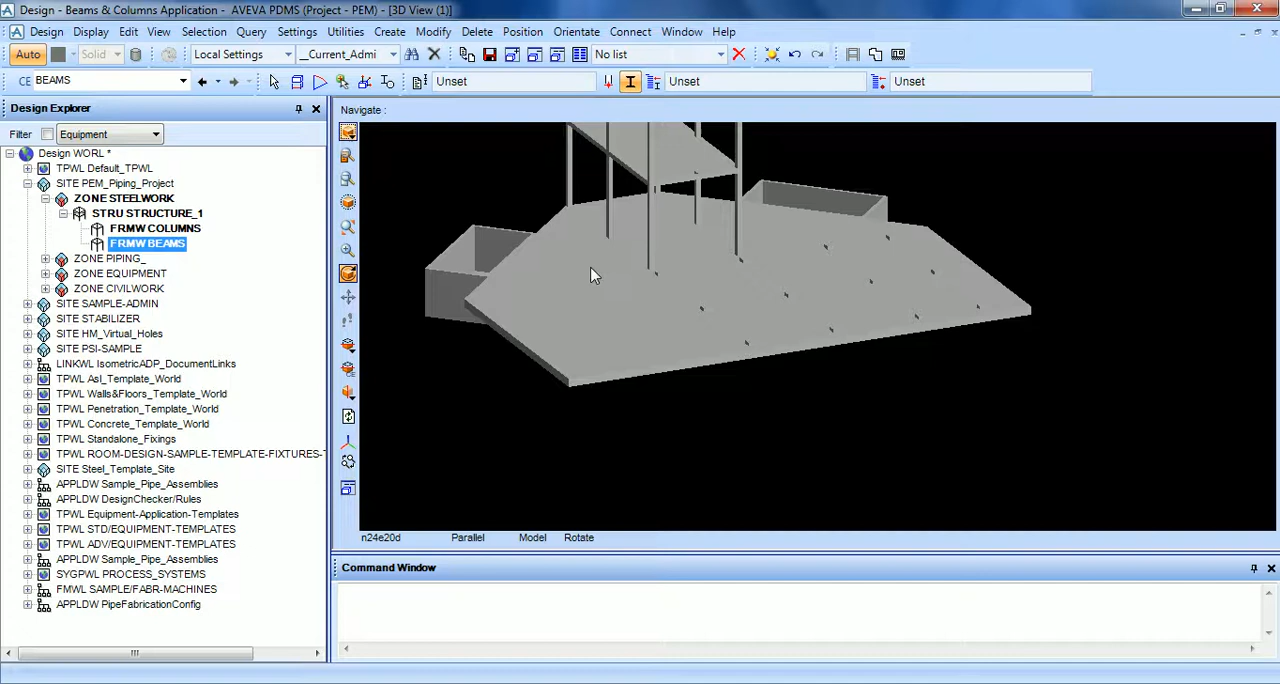 Design - Beams & Columns Application - AVEVA PDMS (Project - PEM) - [3D View (1)]
Design Display Edit View Selection Query Settings Utilities Create Modify Delete Position Orientate Connect Window Help
Auto Solid Local Settings __Current_Admi No list
CE BEAMS Unset Unset Unset
Design Explorer
Navigate :
Filter Equipment
Design WORL *
TPWL Default_TPWL
SITE PEM_Piping_Project
ZONE STEELWORK
STRU STRUCTURE_1
FRMW COLUMNS
FRMW BEAMS
ZONE PIPING_
ZONE EQUIPMENT
ZONE CIVILWORK
SITE SAMPLE-ADMIN
SITE STABILIZER
SITE HM_Virtual_Holes
SITE PSI-SAMPLE
LINKWL IsometricADP_DocumentLinks
TPWL Asl_Template_World
TPWL Walls&Floors_Template_World
TPWL Penetration_Template_World
TPWL Concrete_Template_World
TPWL Standalone_Fixings
TPWL ROOM-DESIGN-SAMPLE-TEMPLATE-FIXTURES-
SITE Steel_Template_Site
APPLDW Sample_Pipe_Assemblies
APPLDW DesignChecker/Rules
TPWL Equipment-Application-Templates
TPWL STD/EQUIPMENT-TEMPLATES
TPWL ADV/EQUIPMENT-TEMPLATES
APPLDW Sample_Pipe_Assemblies
SYGPWL PROCESS_SYSTEMS
FMWL SAMPLE/FABR-MACHINES
APPLDW PipeFabricationConfig
n24e20d Parallel Model Rotate
Command Window